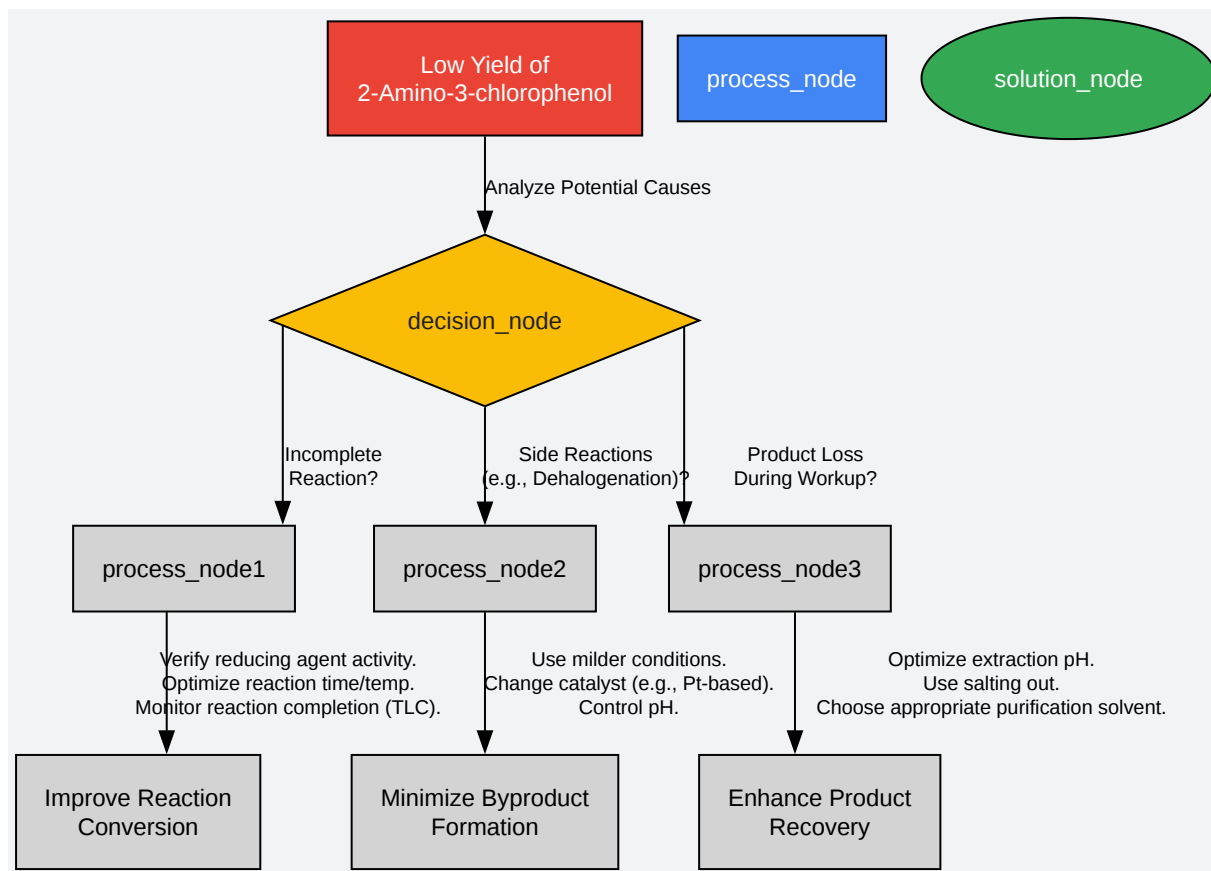 Low Yield of
2-Amino-3-chlorophenol
process_node
solution_node
Analyze Potential Causes
decision_node
Incomplete
Reaction?
Side Reactions
(e.g., Dehalogenation)?
Product Loss
During Workup?
process_node1
process_node2
process_node3
Verify reducing agent activity.
Optimize reaction time/temp.
Monitor reaction completion (TLC).
Use milder conditions.
Change catalyst (e.g., Pt-based).
Control pH.
Optimize extraction pH.
Use salting out.
Choose appropriate purification solvent.
Improve Reaction
Conversion
Minimize Byproduct
Formation
Enhance Product
Recovery